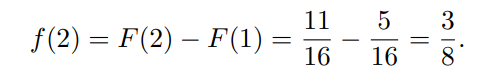 f(2) = F(2) − F(1) = 11/16 − 5/16 = 3/8.